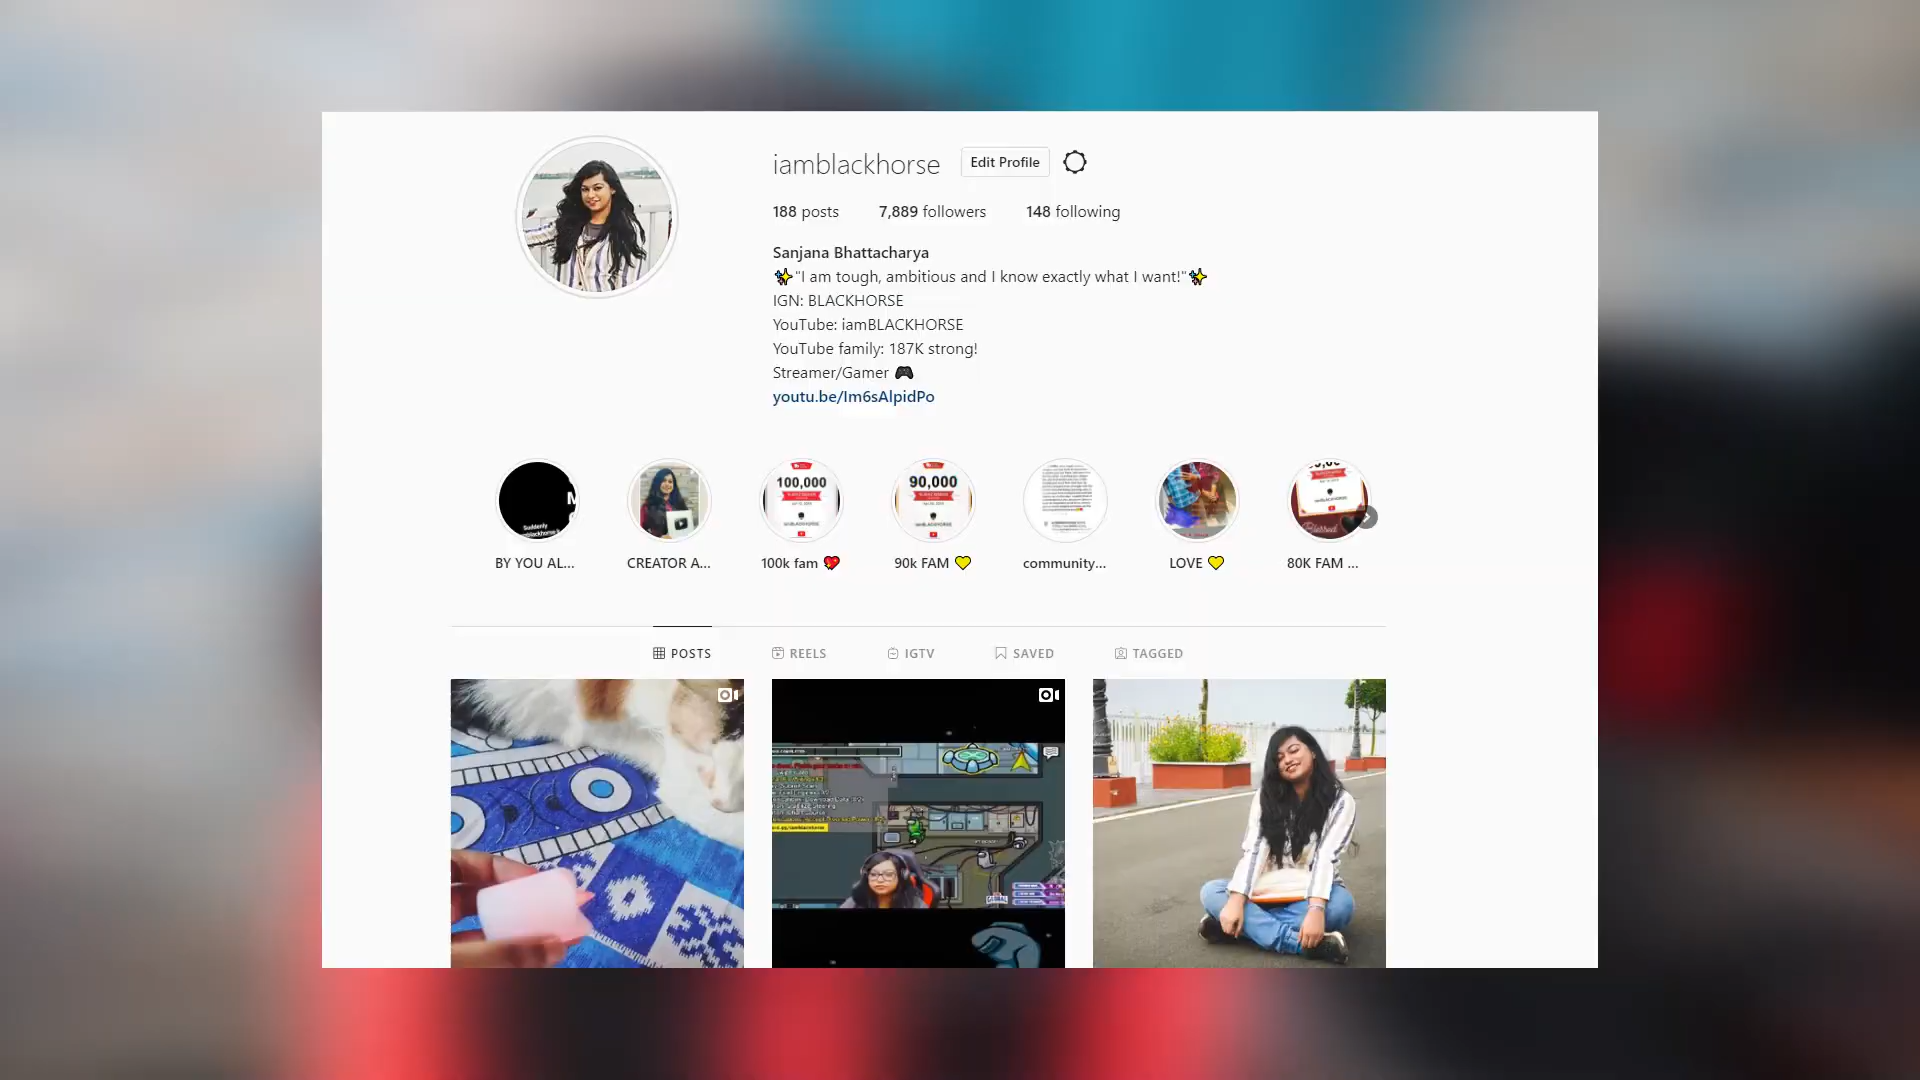 iamblackhorse Edit Profile
188 posts 7,889 followers 148 following
Sanjana Bhattacharya
✨"I am tough, ambitious and I know exactly what I want!"✨
IGN: BLACKHORSE
YouTube: iamBLACKHORSE
YouTube family: 187K strong!
Streamer/Gamer 🎮
youtu.be/Im6sAlpidPo
100,000
90,000
Suddenly
BY YOU AL... CREATOR A... 100k fam 💖 90k FAM 💛 community... LOVE 💛 80K FAM ...
POSTS REELS IGTV SAVED TAGGED